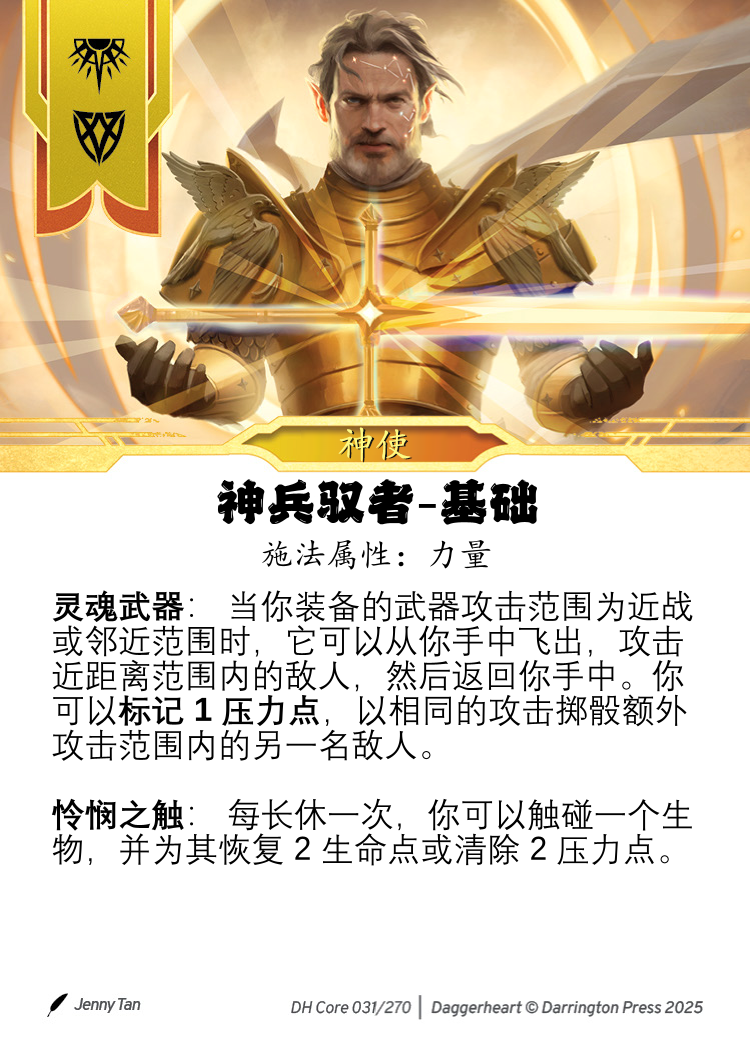 神使
神兵驭者-基础
施法属性：力量
灵魂武器： 当你装备的武器攻击范围为近战
或邻近范围时，它可以从你手中飞出，攻击
近距离范围内的敌人，然后返回你手中。你
可以标记 1 压力点，以相同的攻击掷骰额外
攻击范围内的另一名敌人。
怜悯之触： 每长休一次，你可以触碰一个生
物，并为其恢复 2 生命点或清除 2 压力点。
Jenny Tan
DH Core 031/270 | Daggerheart © Darrington Press 2025